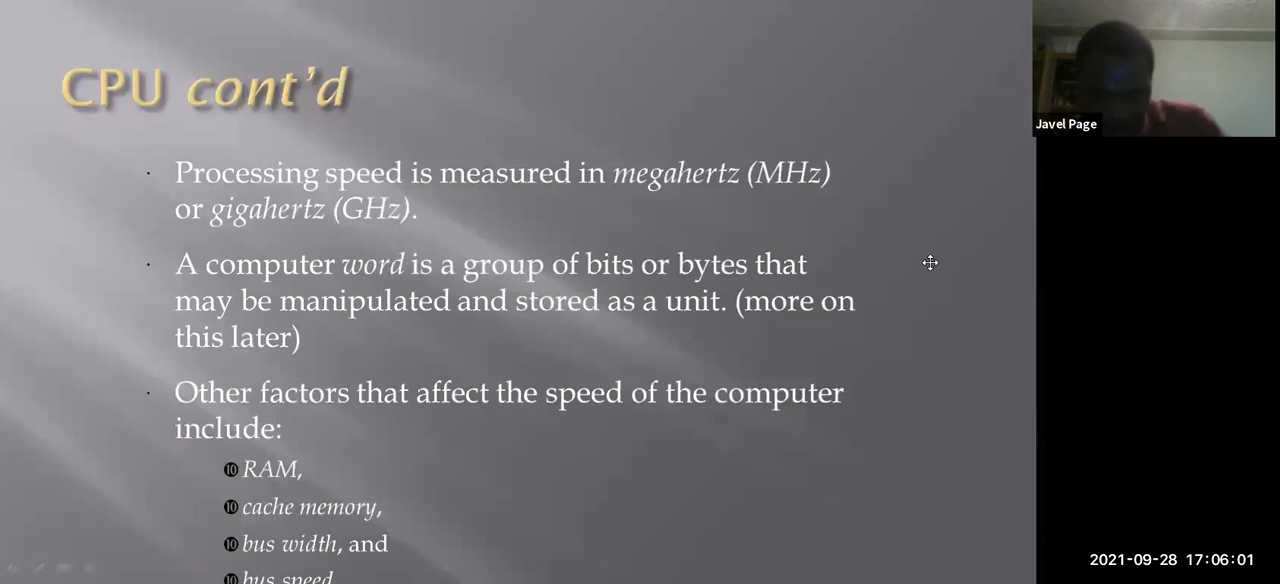 CPU cont'd
· Processing speed is measured in megahertz (MHz)
or gigahertz (GHz).
· A computer word is a group of bits or bytes that
may be manipulated and stored as a unit. (more on
this later)
· Other factors that affect the speed of the computer
include:
⓾ RAM,
⓾ cache memory,
⓾ bus width, and
⓾ bus speed
Javel Page
2021-09-28 17:06:01